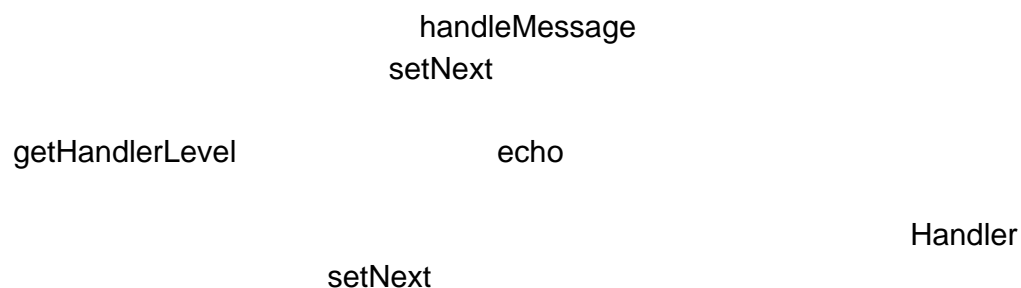 handleMessage
setNext
getHandlerLevel echo
Handler
setNext